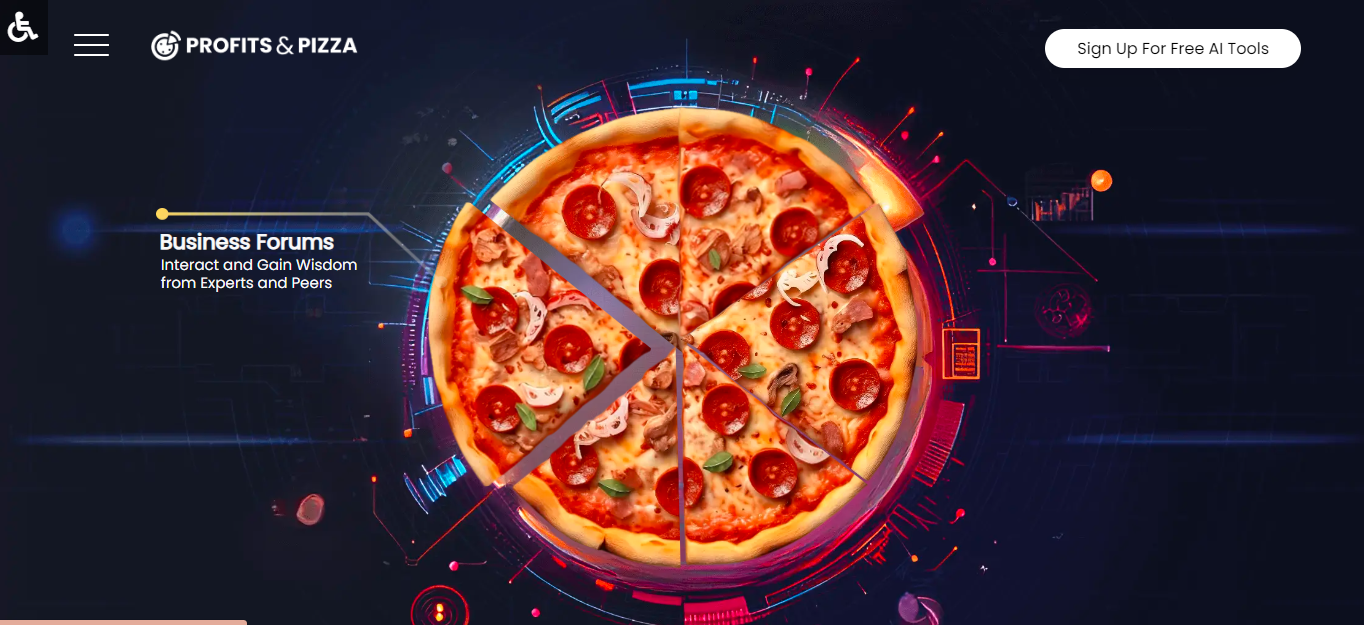 PROFITS & PIZZA
Sign Up For Free AI Tools
Business Forums
Interact and Gain Wisdom
from Experts and Peers